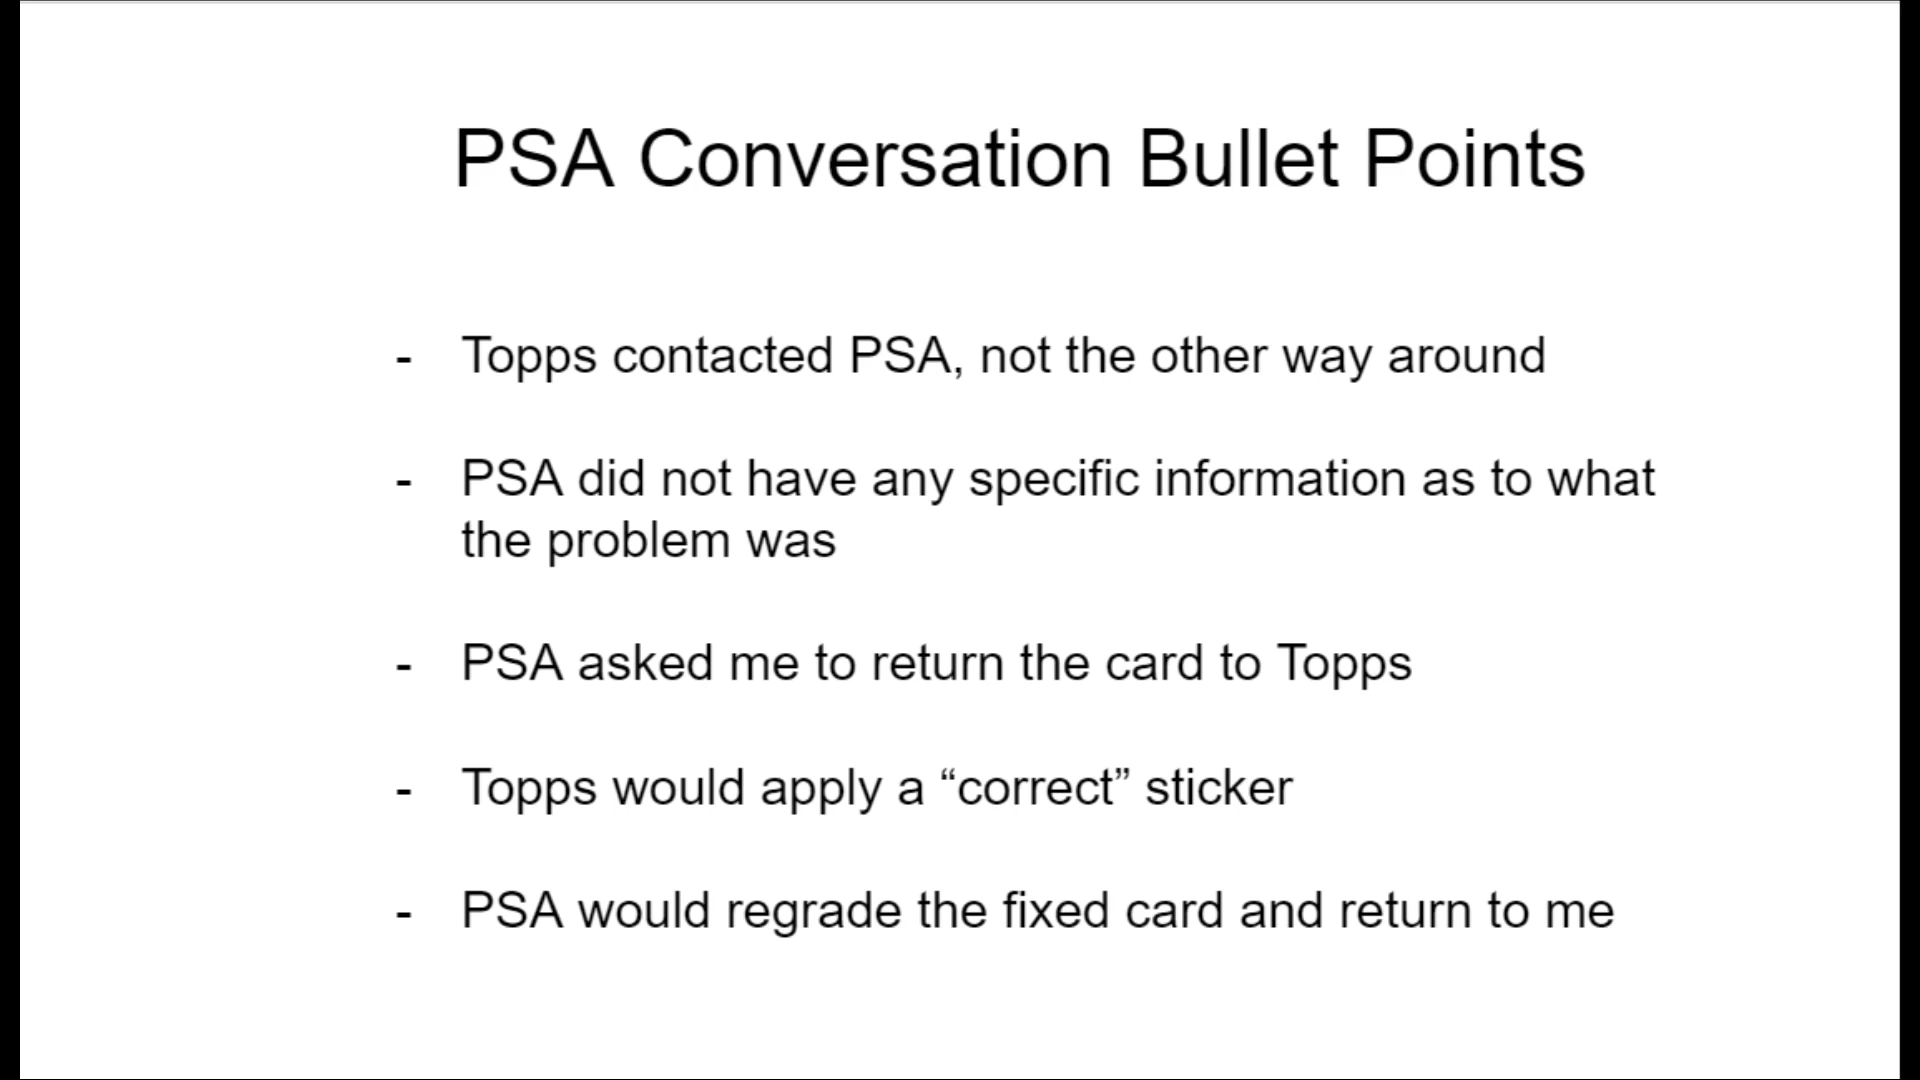 PSA Conversation Bullet Points
- Topps contacted PSA, not the other way around
- PSA did not have any specific information as to what
the problem was
- PSA asked me to return the card to Topps
- Topps would apply a “correct” sticker
- PSA would regrade the fixed card and return to me